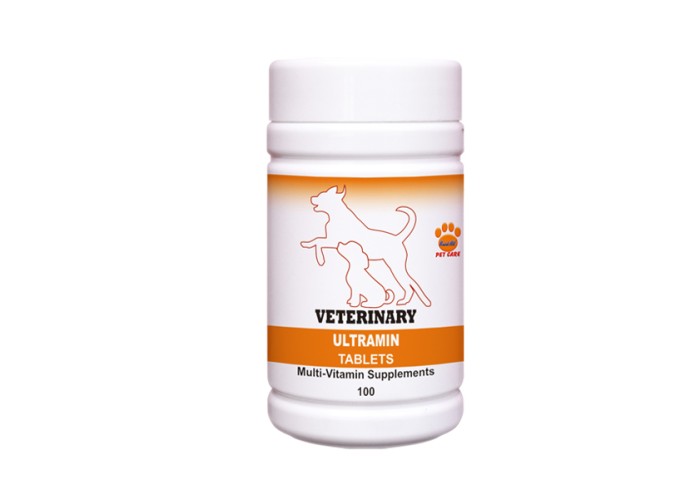 PET CARE
VETERINARY
ULTRAMIN
TABLETS
Multi-Vitamin Supplements
100